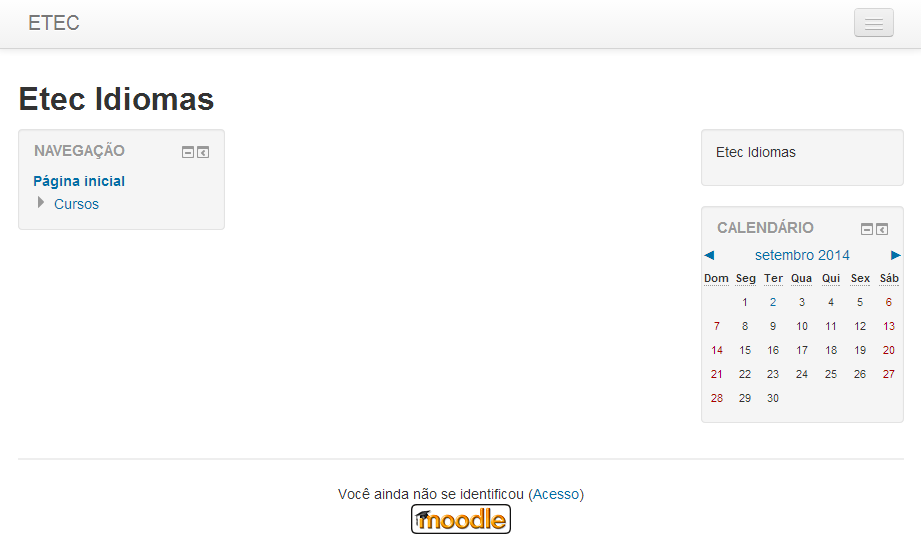 ETEC
Etec Idiomas
NAVEGAÇÃO
Página inicial
Cursos
Etec Idiomas
CALENDÁRIO
◀ setembro 2014 ▶
Dom Seg Ter Qua Qui Sex Sáb
1 2 3 4 5 6
7 8 9 10 11 12 13
14 15 16 17 18 19 20
21 22 23 24 25 26 27
28 29 30
Você ainda não se identificou (Acesso)
moodle